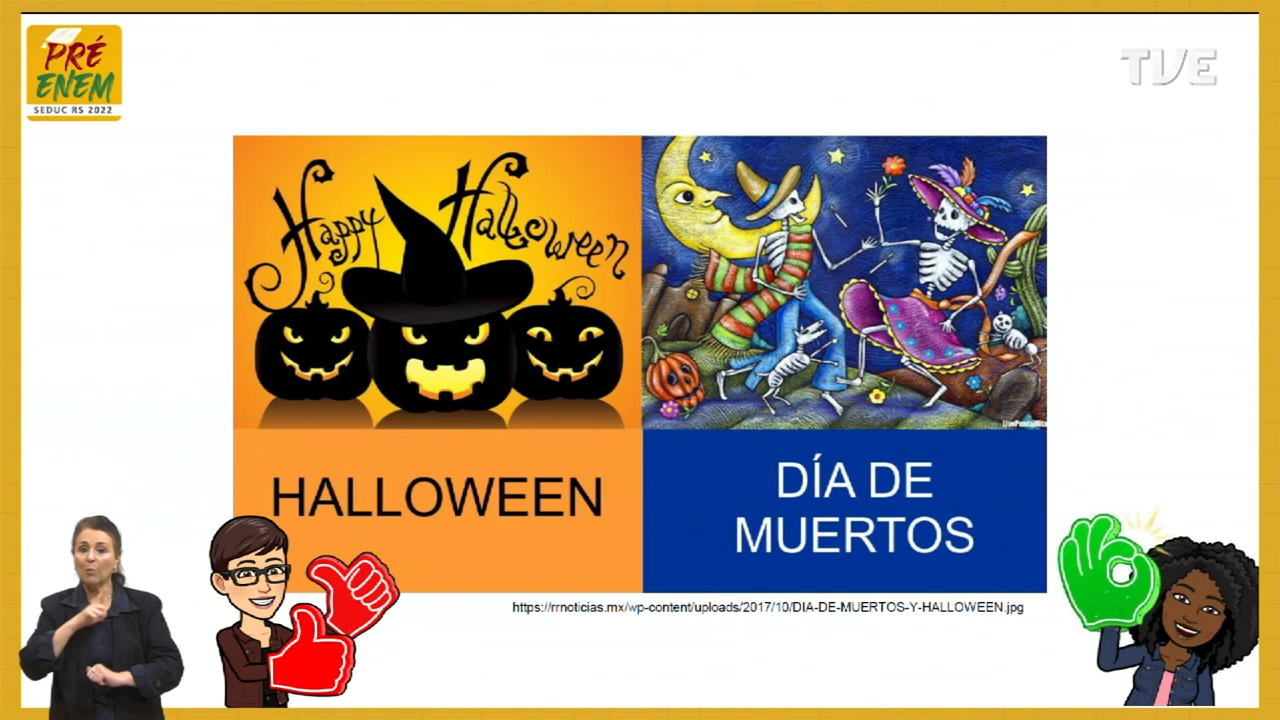 PRÉ
ENEM
SEDUC RS 2022
TVE
Happy Halloween
HALLOWEEN
DÍA DE
MUERTOS
https://rrnoticias.mx/wp-content/uploads/2017/10/DIA-DE-MUERTOS-Y-HALLOWEEN.jpg